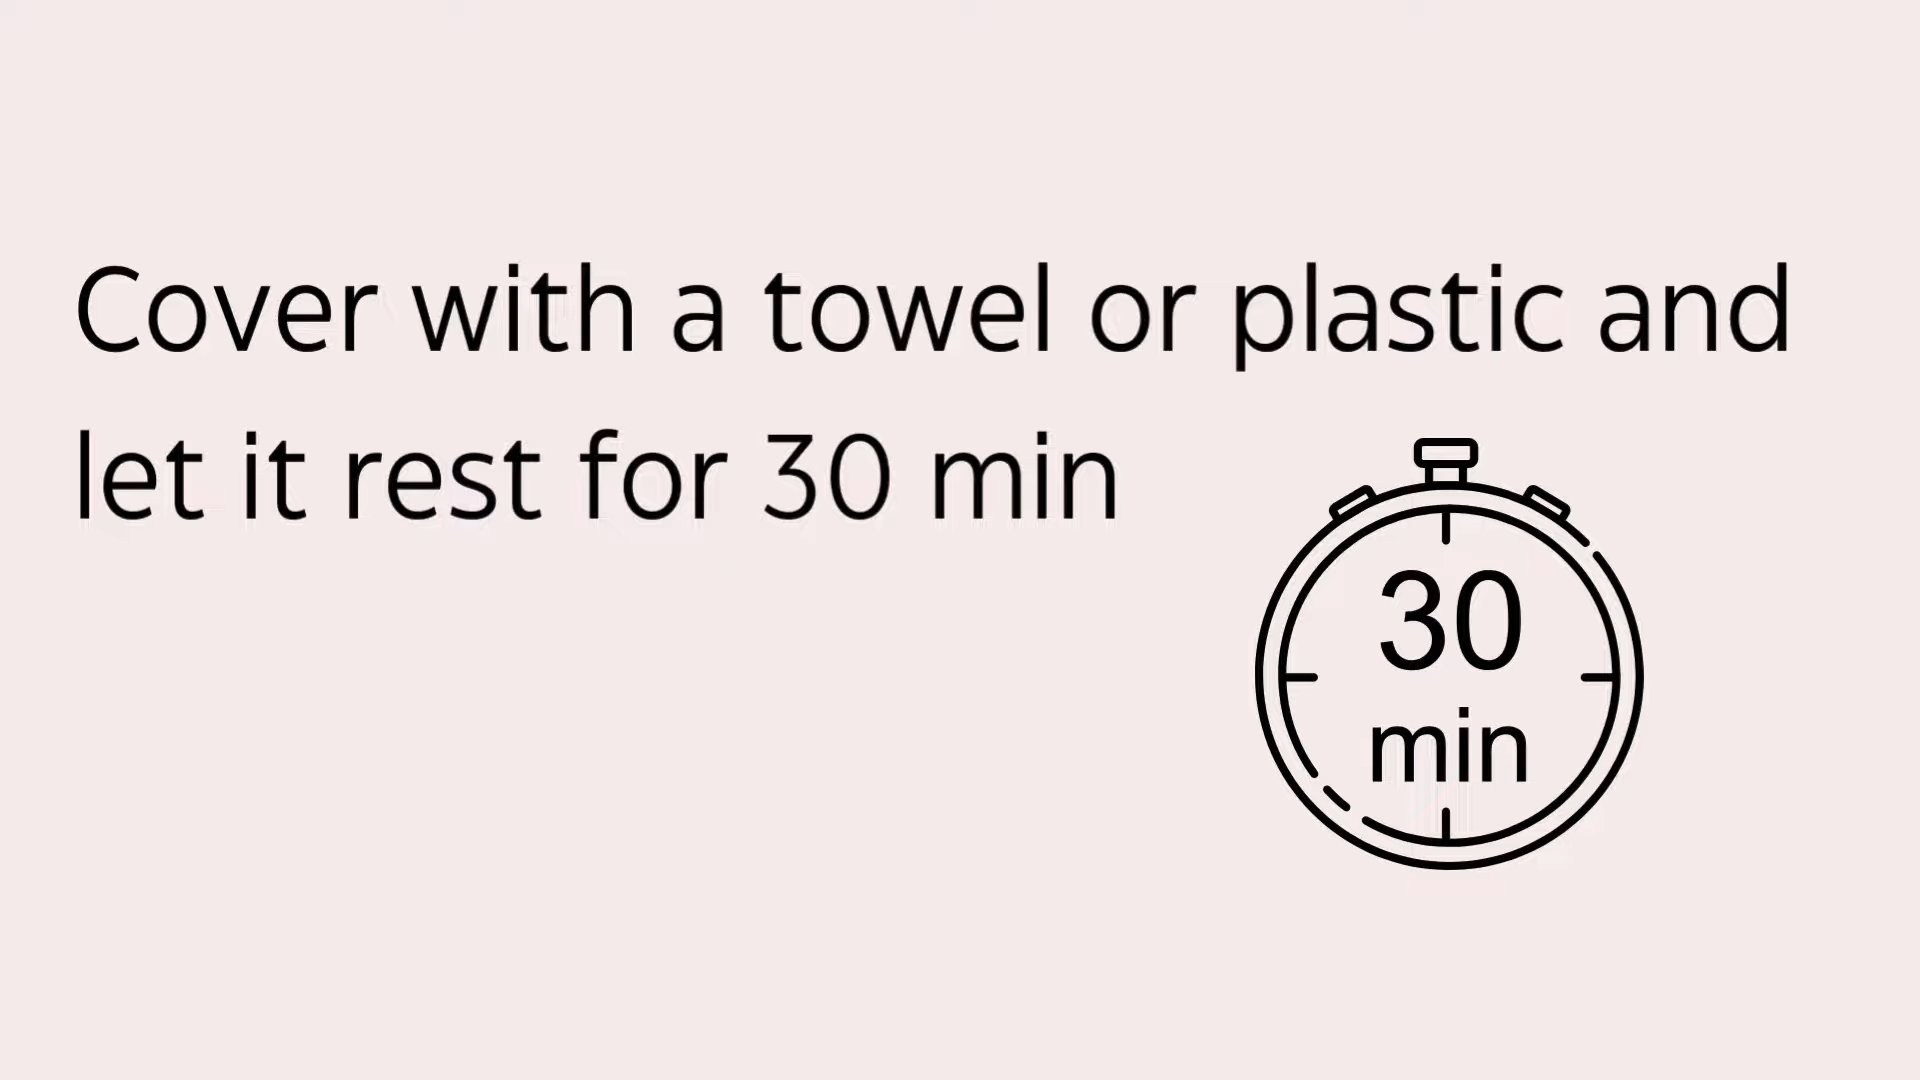 Cover with a towel or plastic and
let it rest for 30 min
30
min